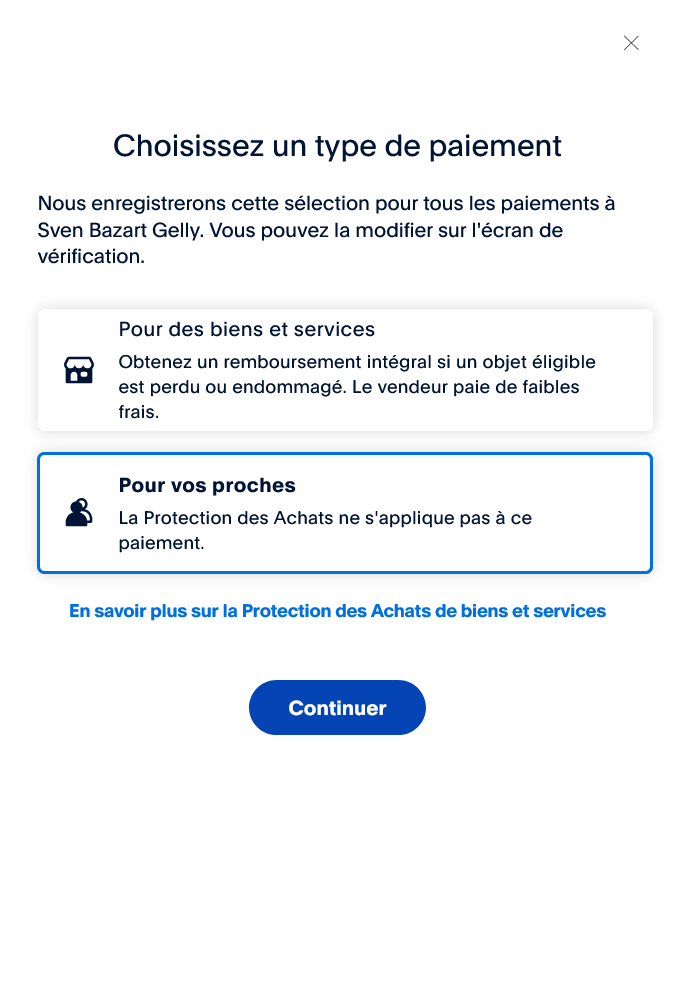 Choisissez un type de paiement
Nous enregistrerons cette sélection pour tous les paiements à
Sven Bazart Gelly. Vous pouvez la modifier sur l'écran de
vérification.
Pour des biens et services
Obtenez un remboursement intégral si un objet éligible
est perdu ou endommagé. Le vendeur paie de faibles
frais.
Pour vos proches
La Protection des Achats ne s'applique pas à ce
paiement.
En savoir plus sur la Protection des Achats de biens et services
Continuer